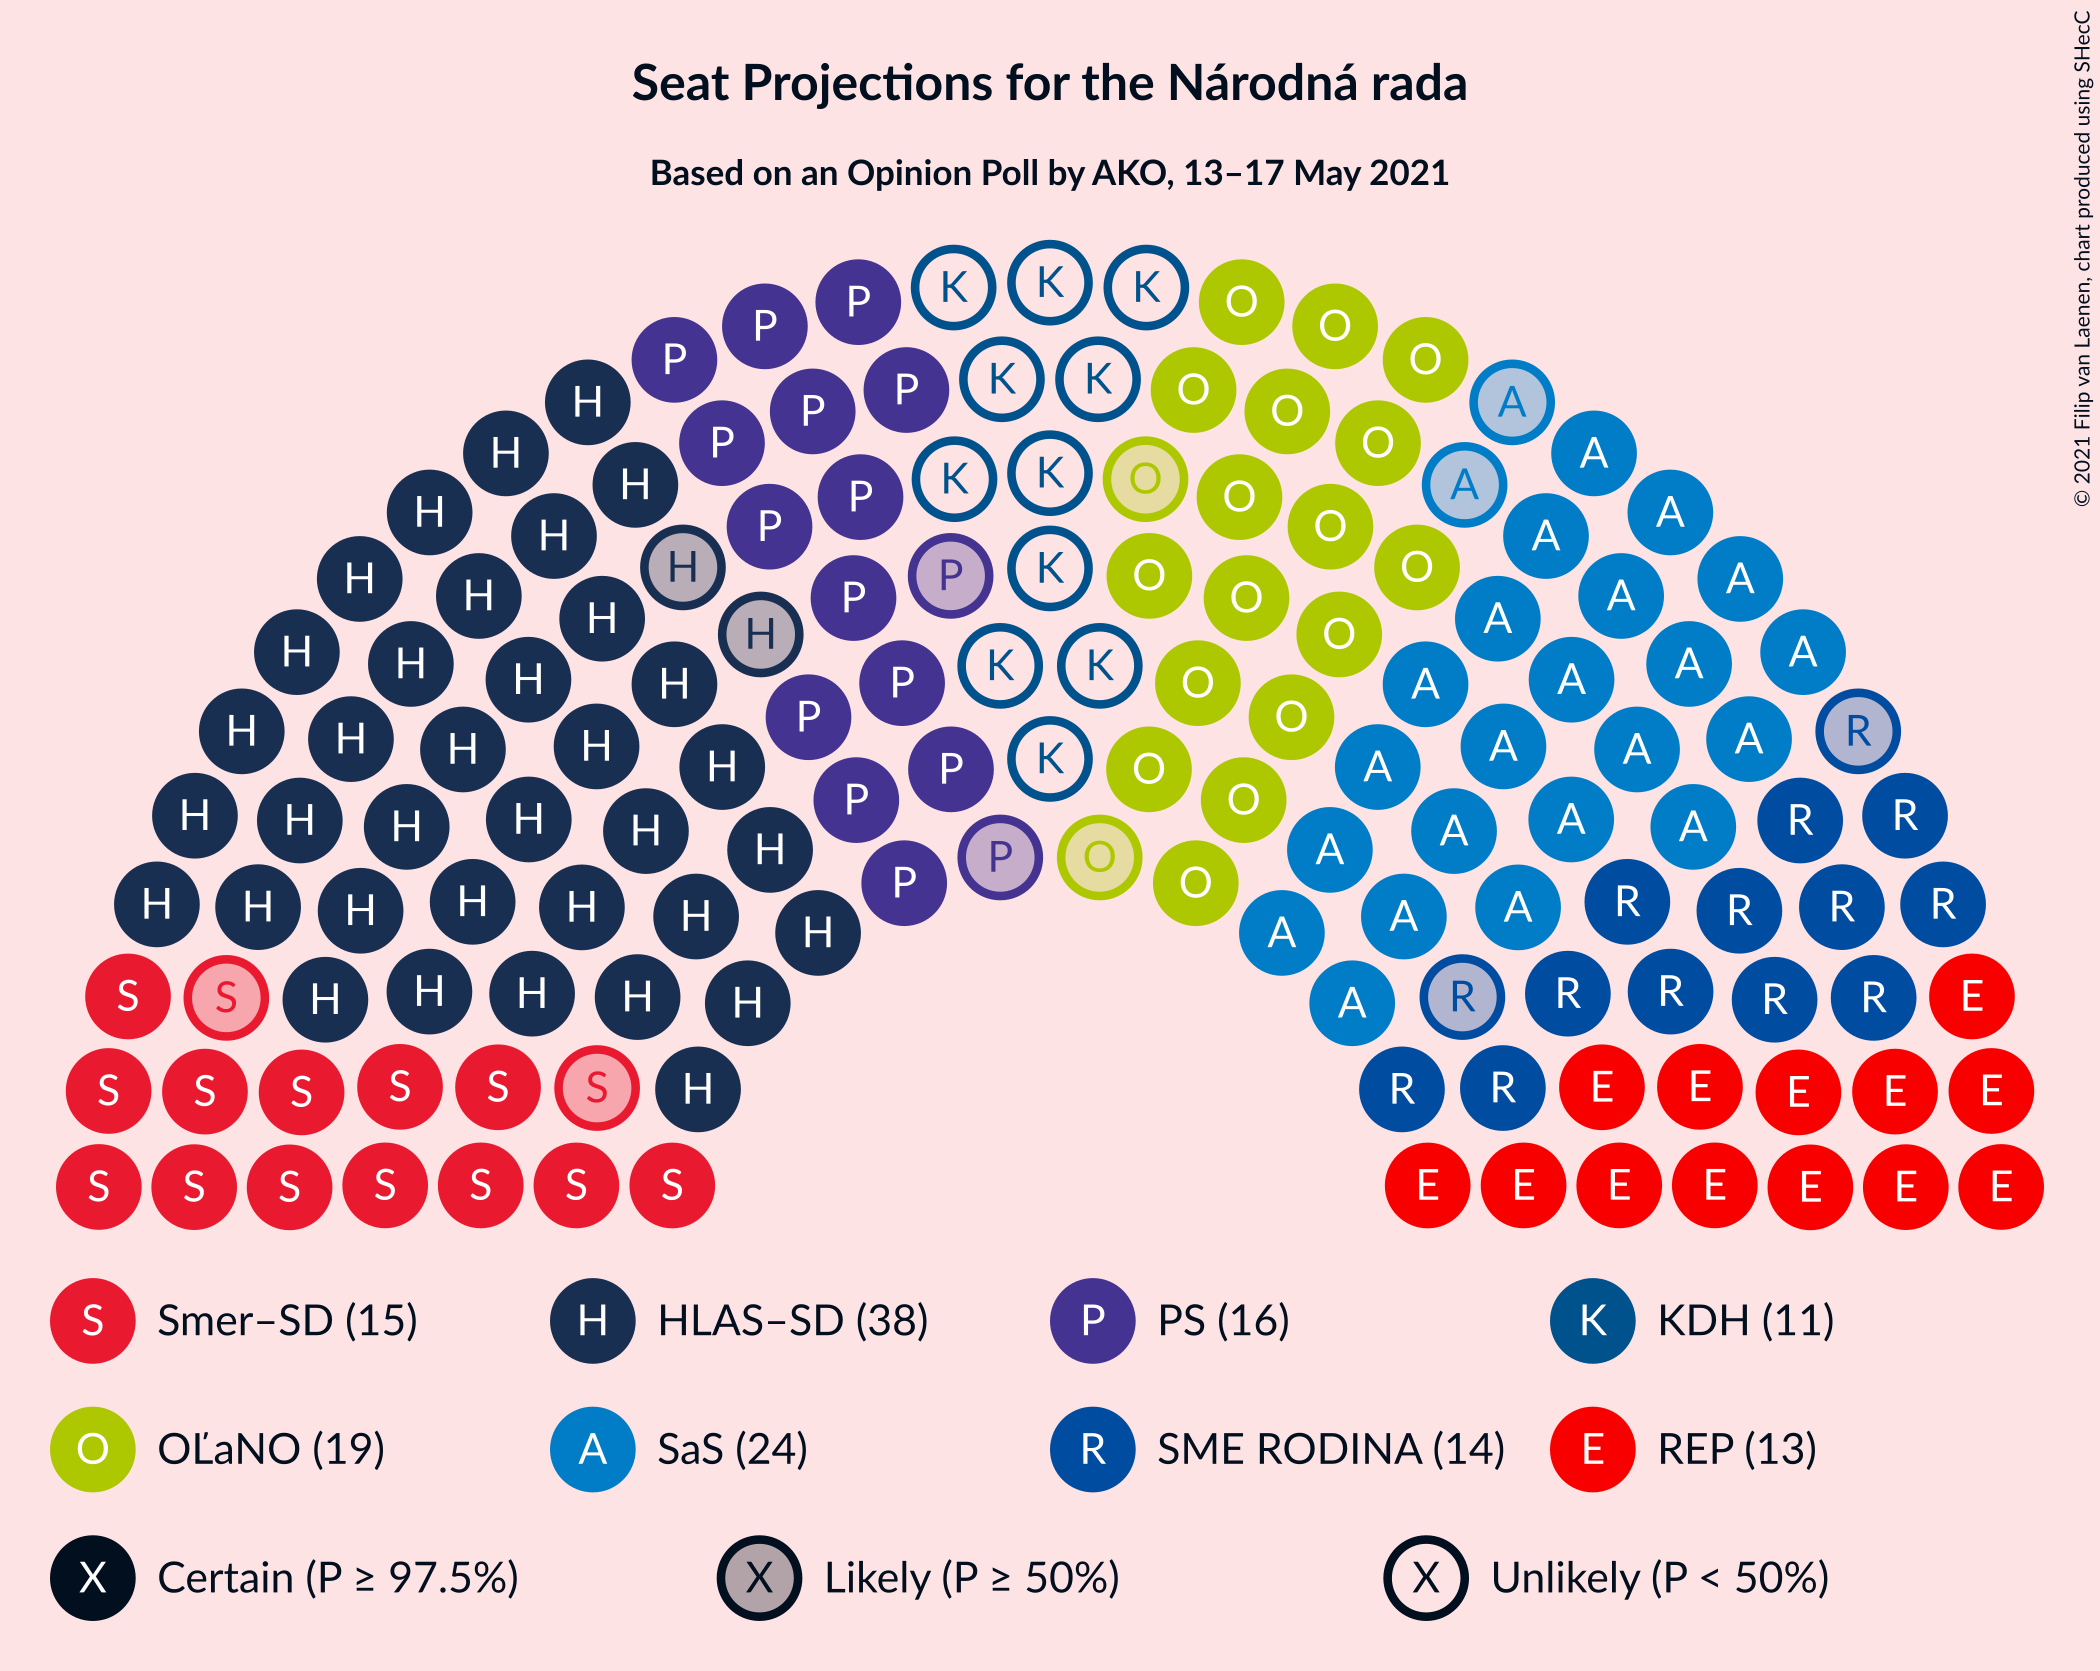 Seat Projections for the Národná rada
Based on an Opinion Poll by AKO, 13–17 May 2021
© 2021 Filip van Laenen, chart produced using SHecC
K K K
P P P O O O
H K K A
H P P P O O O A
H H P P K K O O O O A A
H H H P K O O A A
H H H P P O O A A A
H H H H P K K O O A A A A
H H H H P P K O O A A A A R
H H H H H P O A A A A R R
H H H H H H P P O O A A A R R R R
H H H H H H H P O A A A R R R R
S S H H H H H A R R R R R E
S S S S S S H R R E E E E E
S S S S S S S E E E E E E E
S Smer–SD (15) H HLAS–SD (38) P PS (16) K KDH (11)
O OĽaNO (19) A SaS (24) R SME RODINA (14) E REP (13)
X Certain (P ≥ 97.5%) X Likely (P ≥ 50%) X Unlikely (P < 50%)